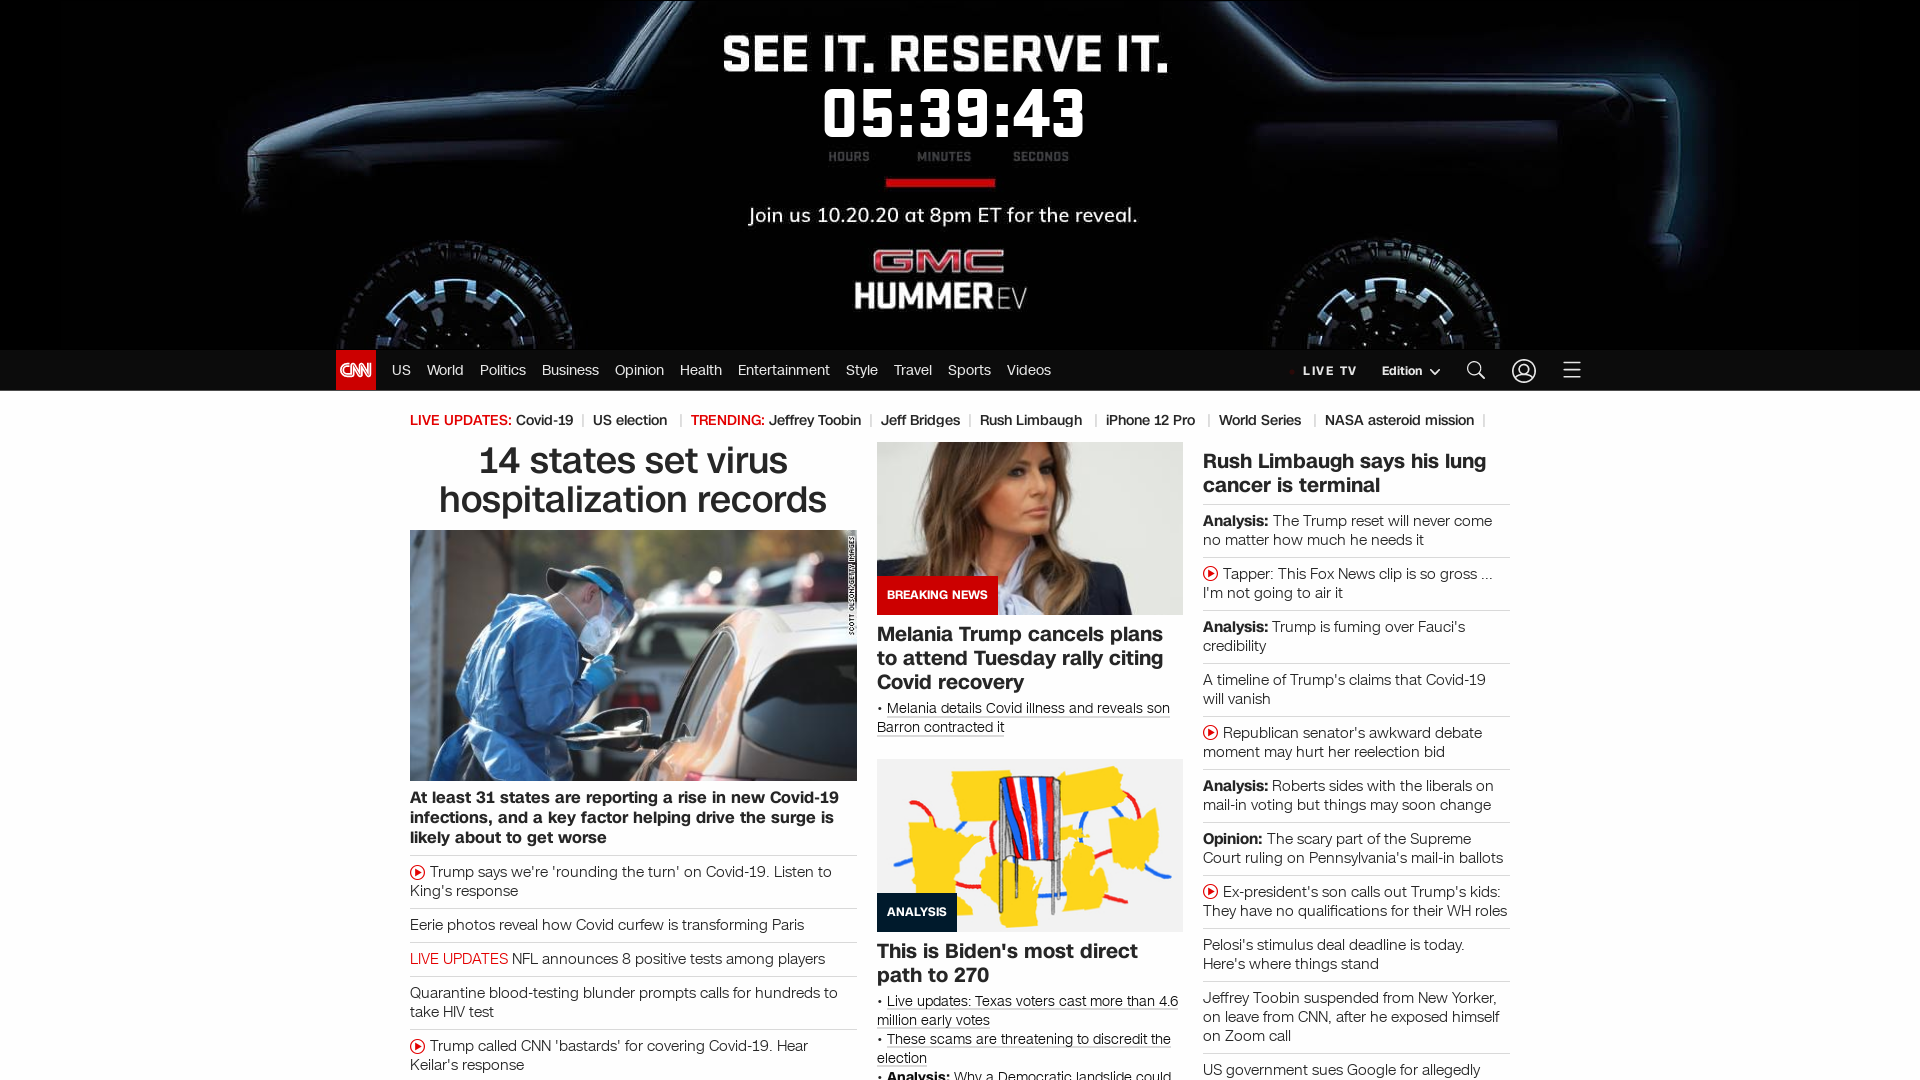 SEE IT. RESERVE IT.
05:39:43
HOURS MINUTES SECONDS
Join us 10.20.20 at 8pm ET for the reveal.
GMC
HUMMER EV
CNN US World Politics Business Opinion Health Entertainment Style Travel Sports Videos LIVE TV Edition
LIVE UPDATES: Covid-19 US election TRENDING: Jeffrey Toobin Jeff Bridges Rush Limbaugh iPhone 12 Pro World Series NASA asteroid mission
14 states set virus
hospitalization records
SCOTT OLSON/GETTY IMAGES
At least 31 states are reporting a rise in new Covid-19
infections, and a key factor helping drive the surge is
likely about to get worse
Trump says we're 'rounding the turn' on Covid-19. Listen to
King's response
Eerie photos reveal how Covid curfew is transforming Paris
LIVE UPDATES NFL announces 8 positive tests among players
Quarantine blood-testing blunder prompts calls for hundreds to
take HIV test
Trump called CNN 'bastards' for covering Covid-19. Hear
Keilar's response
BREAKING NEWS
Melania Trump cancels plans
to attend Tuesday rally citing
Covid recovery
• Melania details Covid illness and reveals son
Barron contracted it
ANALYSIS
This is Biden's most direct
path to 270
• Live updates: Texas voters cast more than 4.6
million early votes
• These scams are threatening to discredit the
election
• Analysis: Why a Democratic landslide could
Rush Limbaugh says his lung
cancer is terminal
Analysis: The Trump reset will never come
no matter how much he needs it
Tapper: This Fox News clip is so gross ...
I'm not going to air it
Analysis: Trump is fuming over Fauci's
credibility
A timeline of Trump's claims that Covid-19
will vanish
Republican senator's awkward debate
moment may hurt her reelection bid
Analysis: Roberts sides with the liberals on
mail-in voting but things may soon change
Opinion: The scary part of the Supreme
Court ruling on Pennsylvania's mail-in ballots
Ex-president's son calls out Trump's kids:
They have no qualifications for their WH roles
Pelosi's stimulus deal deadline is today.
Here's where things stand
Jeffrey Toobin suspended from New Yorker,
on leave from CNN, after he exposed himself
on Zoom call
US government sues Google for allegedly